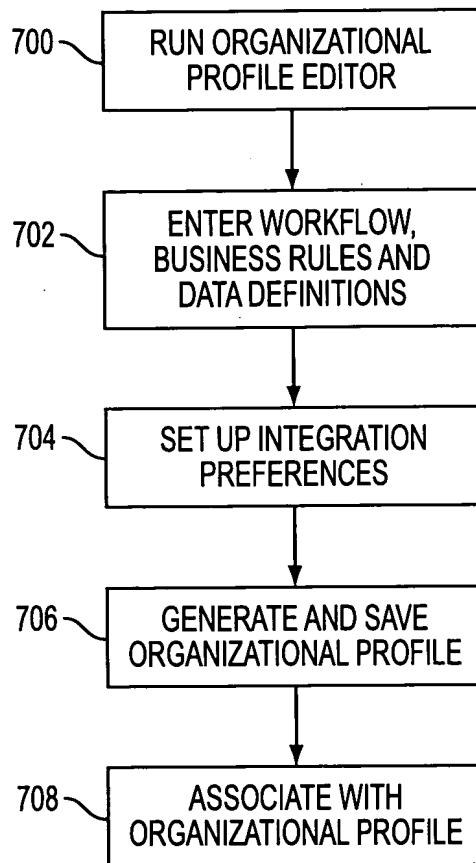 700
RUN ORGANIZATIONAL
PROFILE EDITOR
702
ENTER WORKFLOW,
BUSINESS RULES AND
DATA DEFINITIONS
704
SET UP INTEGRATION
PREFERENCES
706
GENERATE AND SAVE
ORGANIZATIONAL PROFILE
708
ASSOCIATE WITH
ORGANIZATIONAL PROFILE